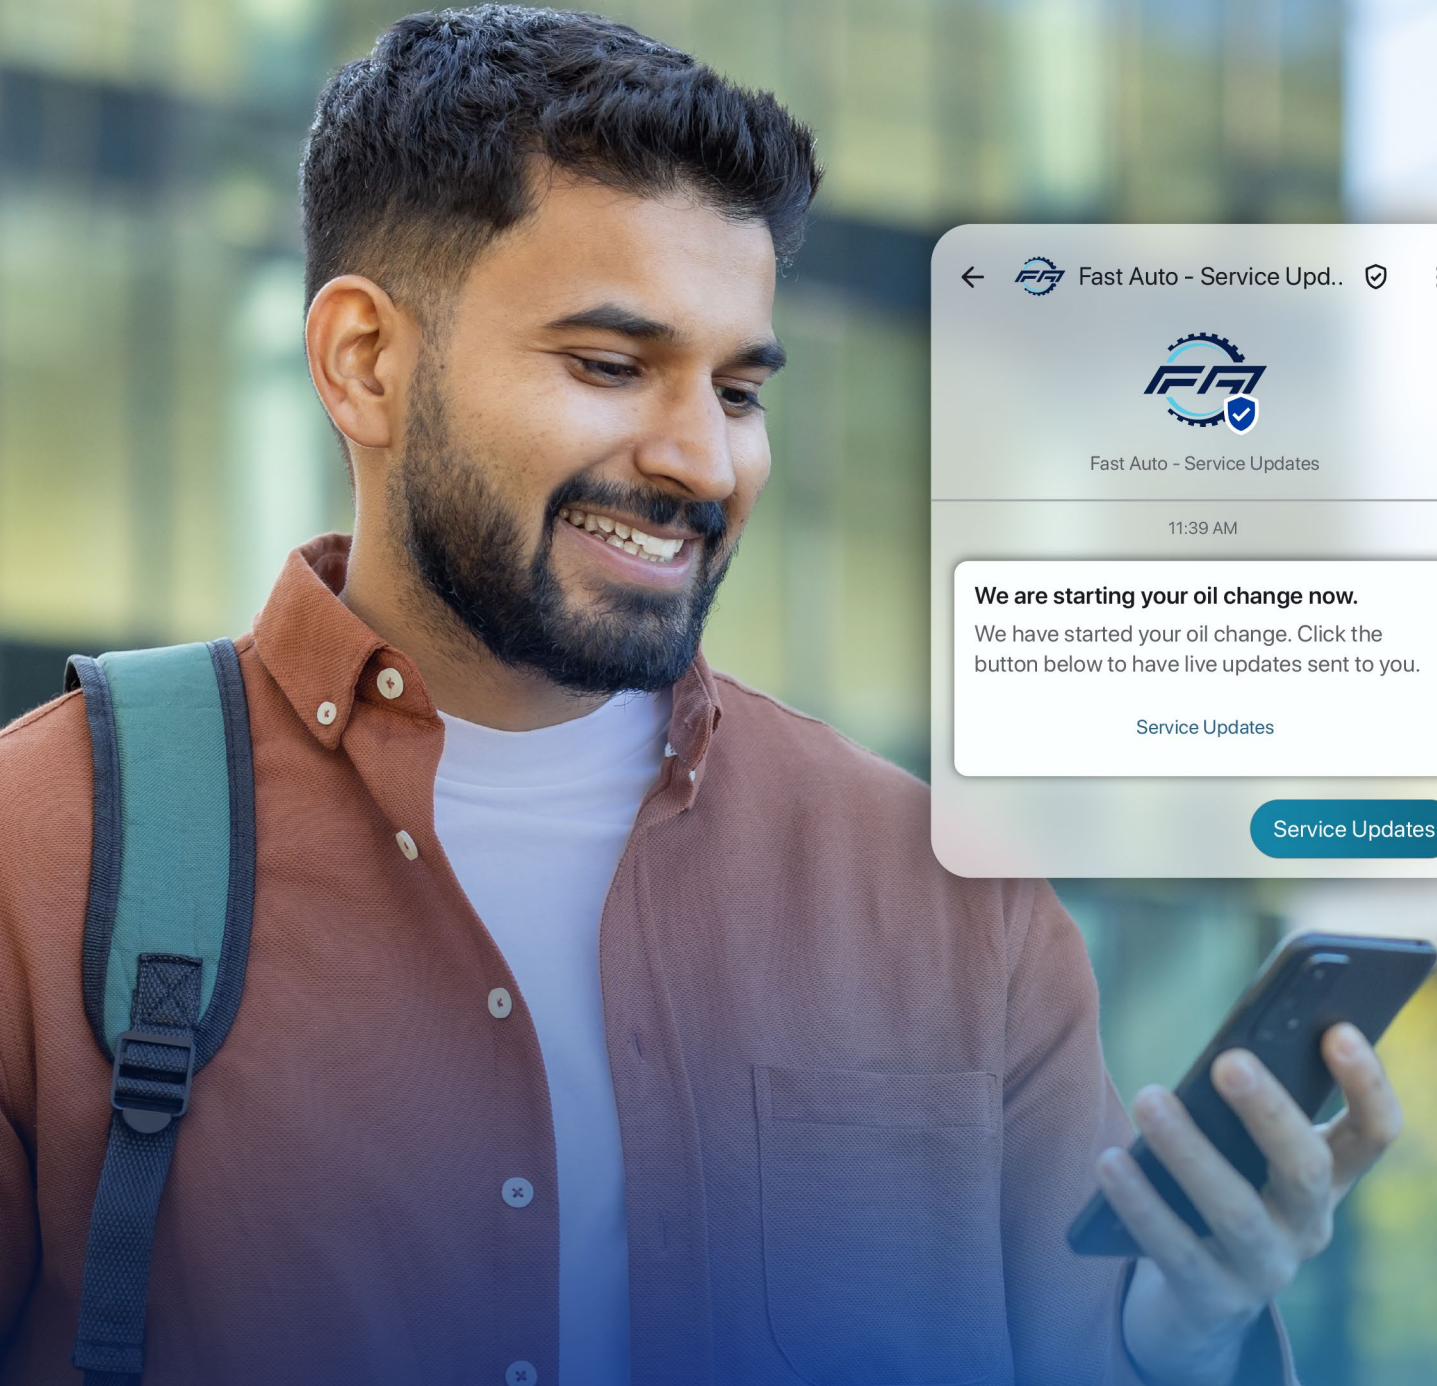 Fast Auto - Service Upd..
FA
Fast Auto - Service Updates
11:39 AM
We are starting your oil change now.
We have started your oil change. Click the
button below to have live updates sent to you.
Service Updates
Service Updates